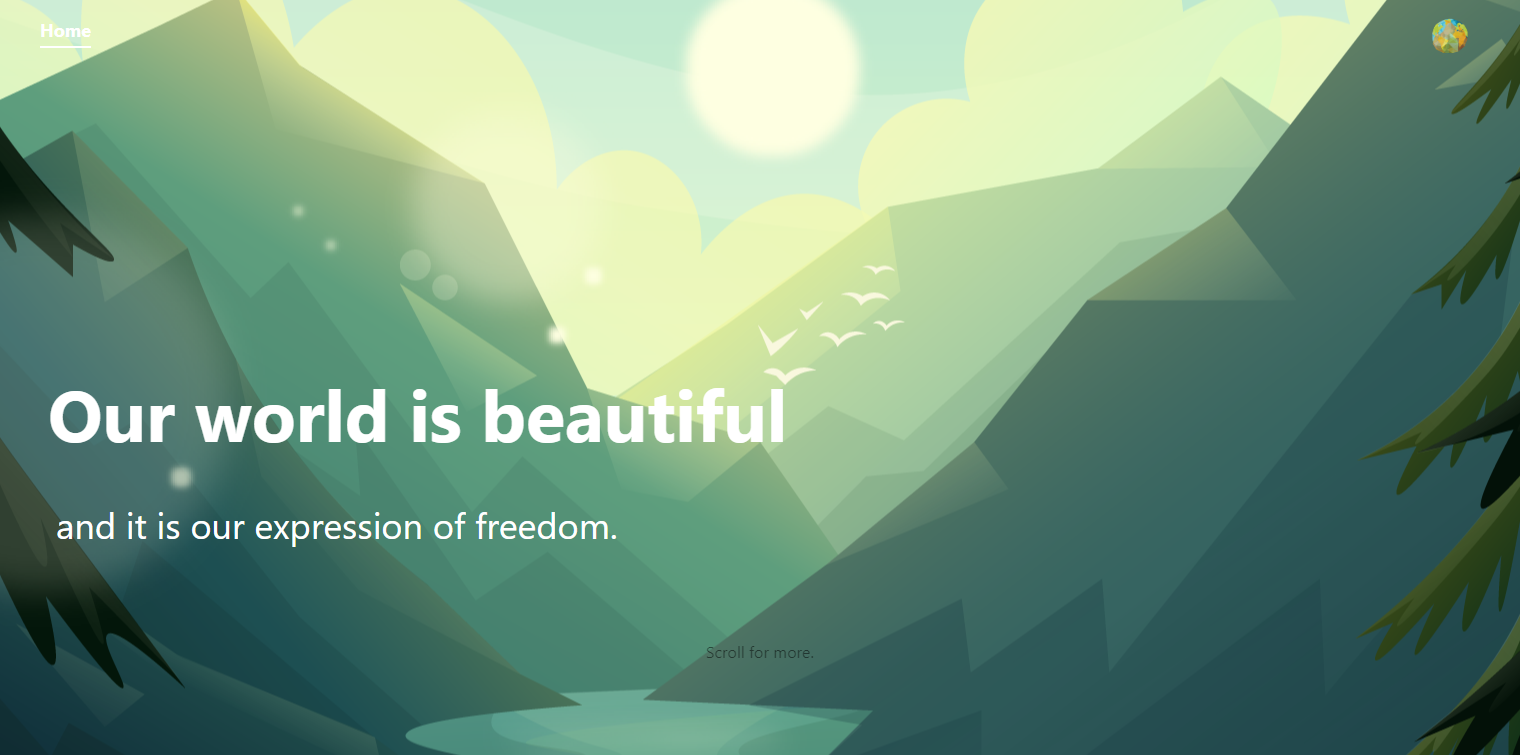 Home
Our world is beautiful
and it is our expression of freedom.
Scroll for more.